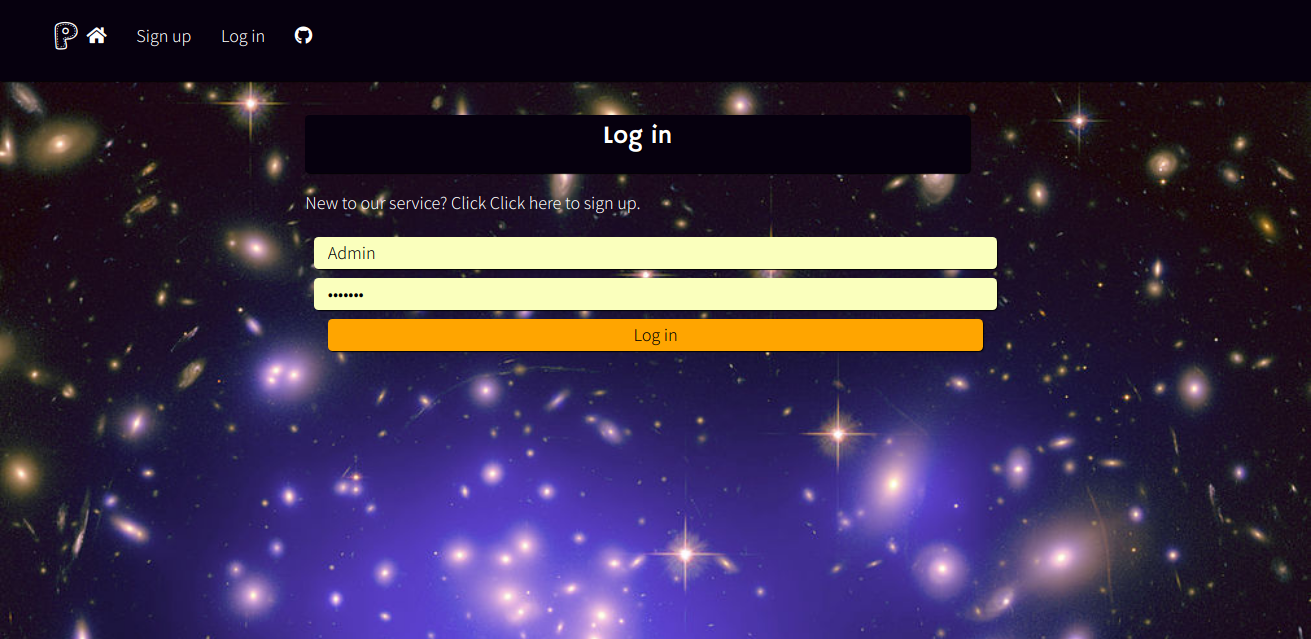 P Sign up Log in
Log in
New to our service? Click Click here to sign up.
Admin
•••••••
Log in